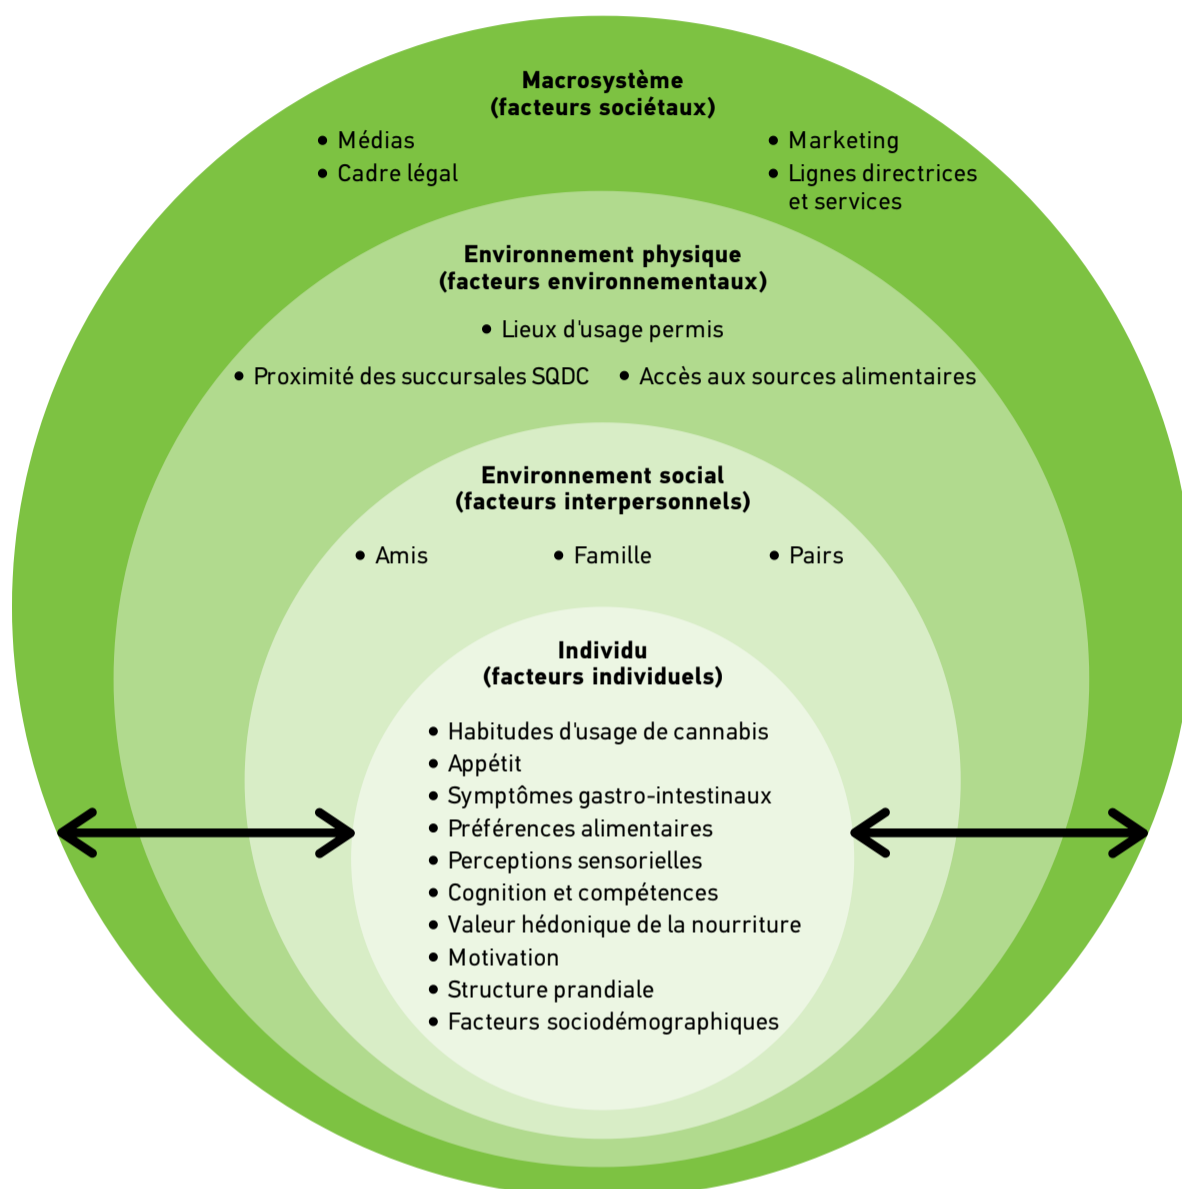 Macrosystème
(facteurs sociétaux)
• Médias
• Cadre légal
• Marketing
• Lignes directrices
et services
Environnement physique
(facteurs environnementaux)
• Lieux d'usage permis
• Proximité des succursales SQDC • Accès aux sources alimentaires
Environnement social
(facteurs interpersonnels)
• Amis • Famille • Pairs
Individu
(facteurs individuels)
• Habitudes d'usage de cannabis
• Appétit
• Symptômes gastro-intestinaux
• Préférences alimentaires
• Perceptions sensorielles
• Cognition et compétences
• Valeur hédonique de la nourriture
• Motivation
• Structure prandiale
• Facteurs sociodémographiques